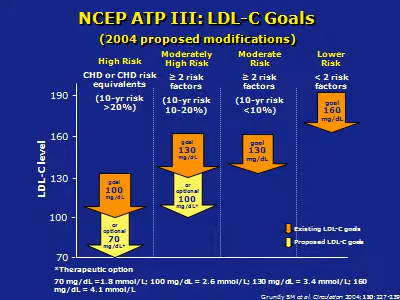 NCEP ATP III: LDL-C Goals
(2004 proposed modifications)
High Risk
CHD or CHD risk
equivalents
(10-yr risk
>20%)
Moderately
High Risk
≥ 2 risk
factors
(10-yr risk
10-20%)
Moderate
Risk
≥ 2 risk
factors
(10-yr risk
<10%)
Lower
Risk
< 2 risk
factors
LDL-C level
190
160
130
100
70
goal
100
mg/dL
or
optional
70
mg/dL*
goal
130
mg/dL
or
optional
100
mg/dL*
goal
130
mg/dL
goal
160
mg/dL
Existing LDL-C goals
Proposed LDL-C goals
*Therapeutic option
70 mg/dL =1.8 mmol/L; 100 mg/dL = 2.6 mmol/L; 130 mg/dL = 3.4 mmol/L; 160
mg/dL = 4.1 mmol/L
Grundy SM et al. Circulation 2004;110:227-239